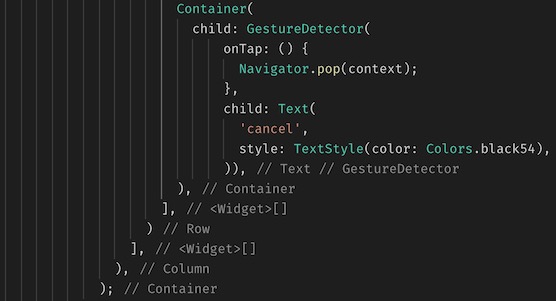 Container(
child: GestureDetector(
onTap: () {
Navigator.pop(context);
},
child: Text(
'cancel',
style: TextStyle(color: Colors.black54),
)), // Text // GestureDetector
), // Container
], // <Widget>[]
) // Row
], // <Widget>[]
), // Column
); // Container